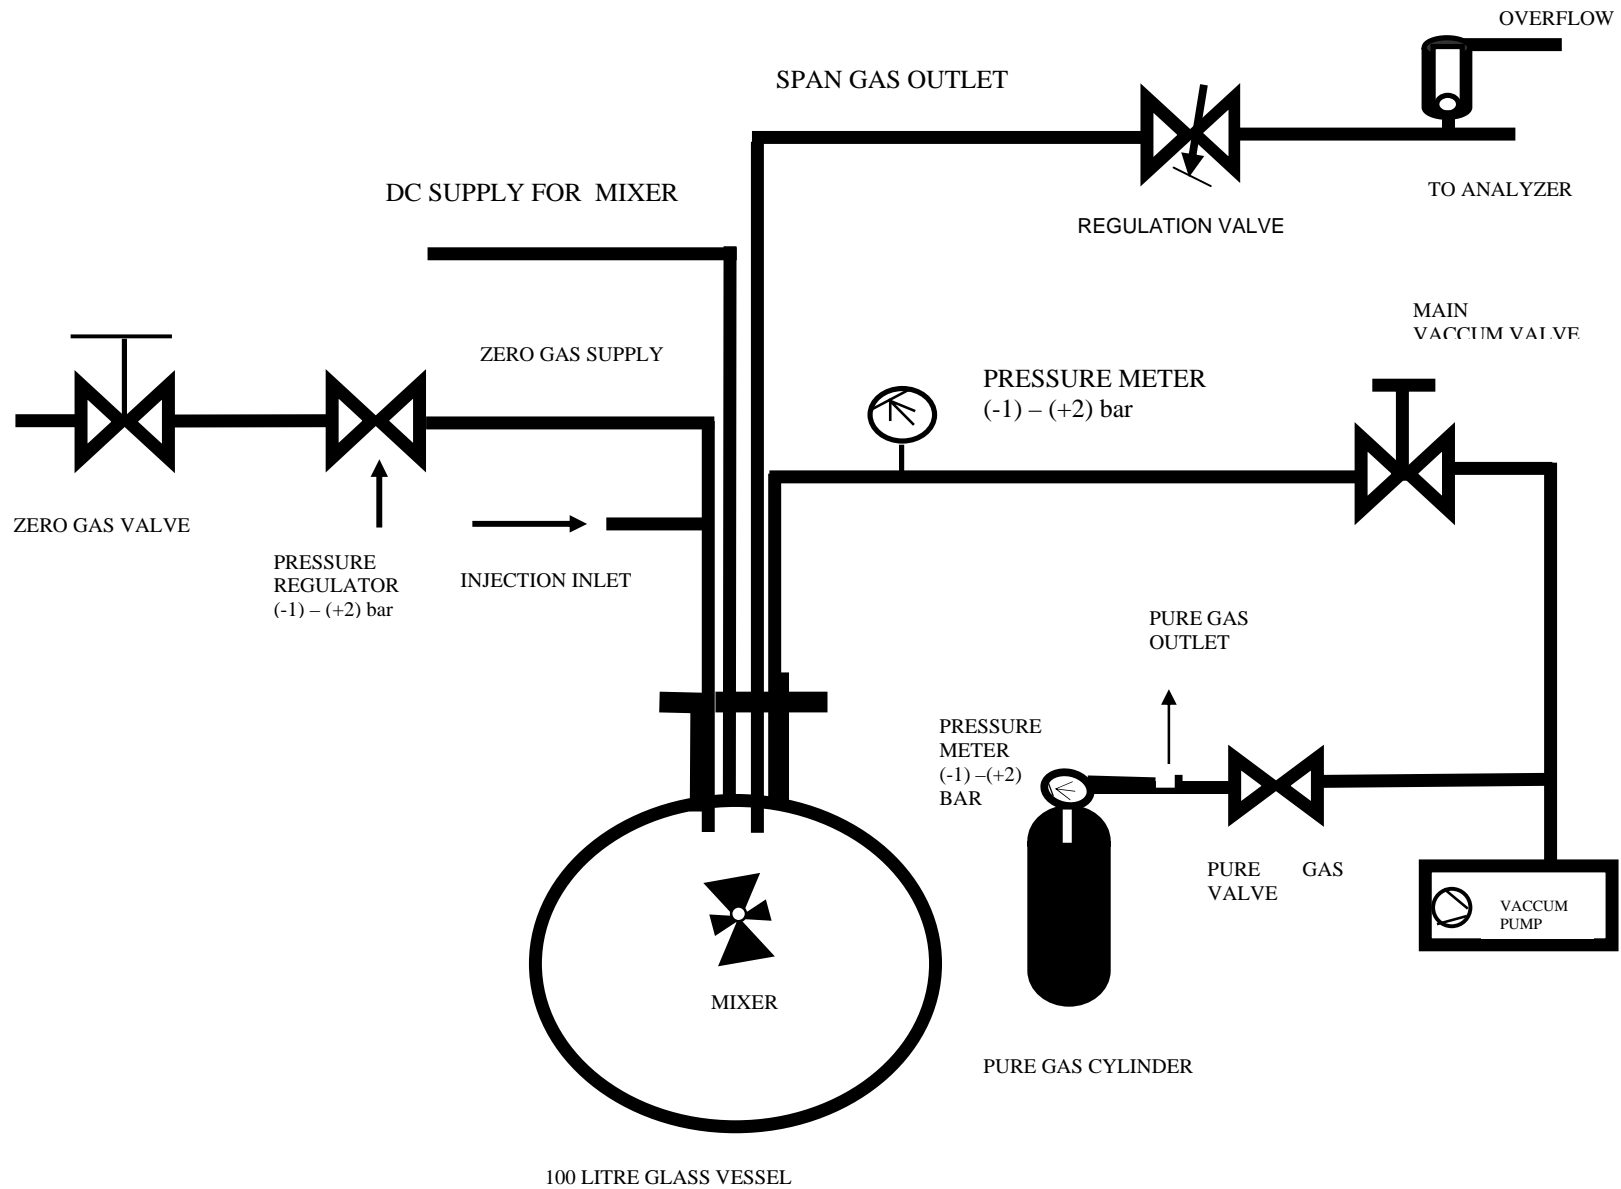 OVERFLOW
SPAN GAS OUTLET
DC SUPPLY FOR MIXER
TO ANALYZER
REGULATION VALVE
MAIN
VACCUM VALVE
ZERO GAS SUPPLY
PRESSURE METER
(-1) – (+2) bar
ZERO GAS VALVE
PRESSURE
REGULATOR
(-1) – (+2) bar
INJECTION INLET
PURE GAS
OUTLET
PRESSURE
METER
(-1) –(+2)
BAR
PURE GAS
VALVE
VACCUM
PUMP
MIXER
PURE GAS CYLINDER
100 LITRE GLASS VESSEL